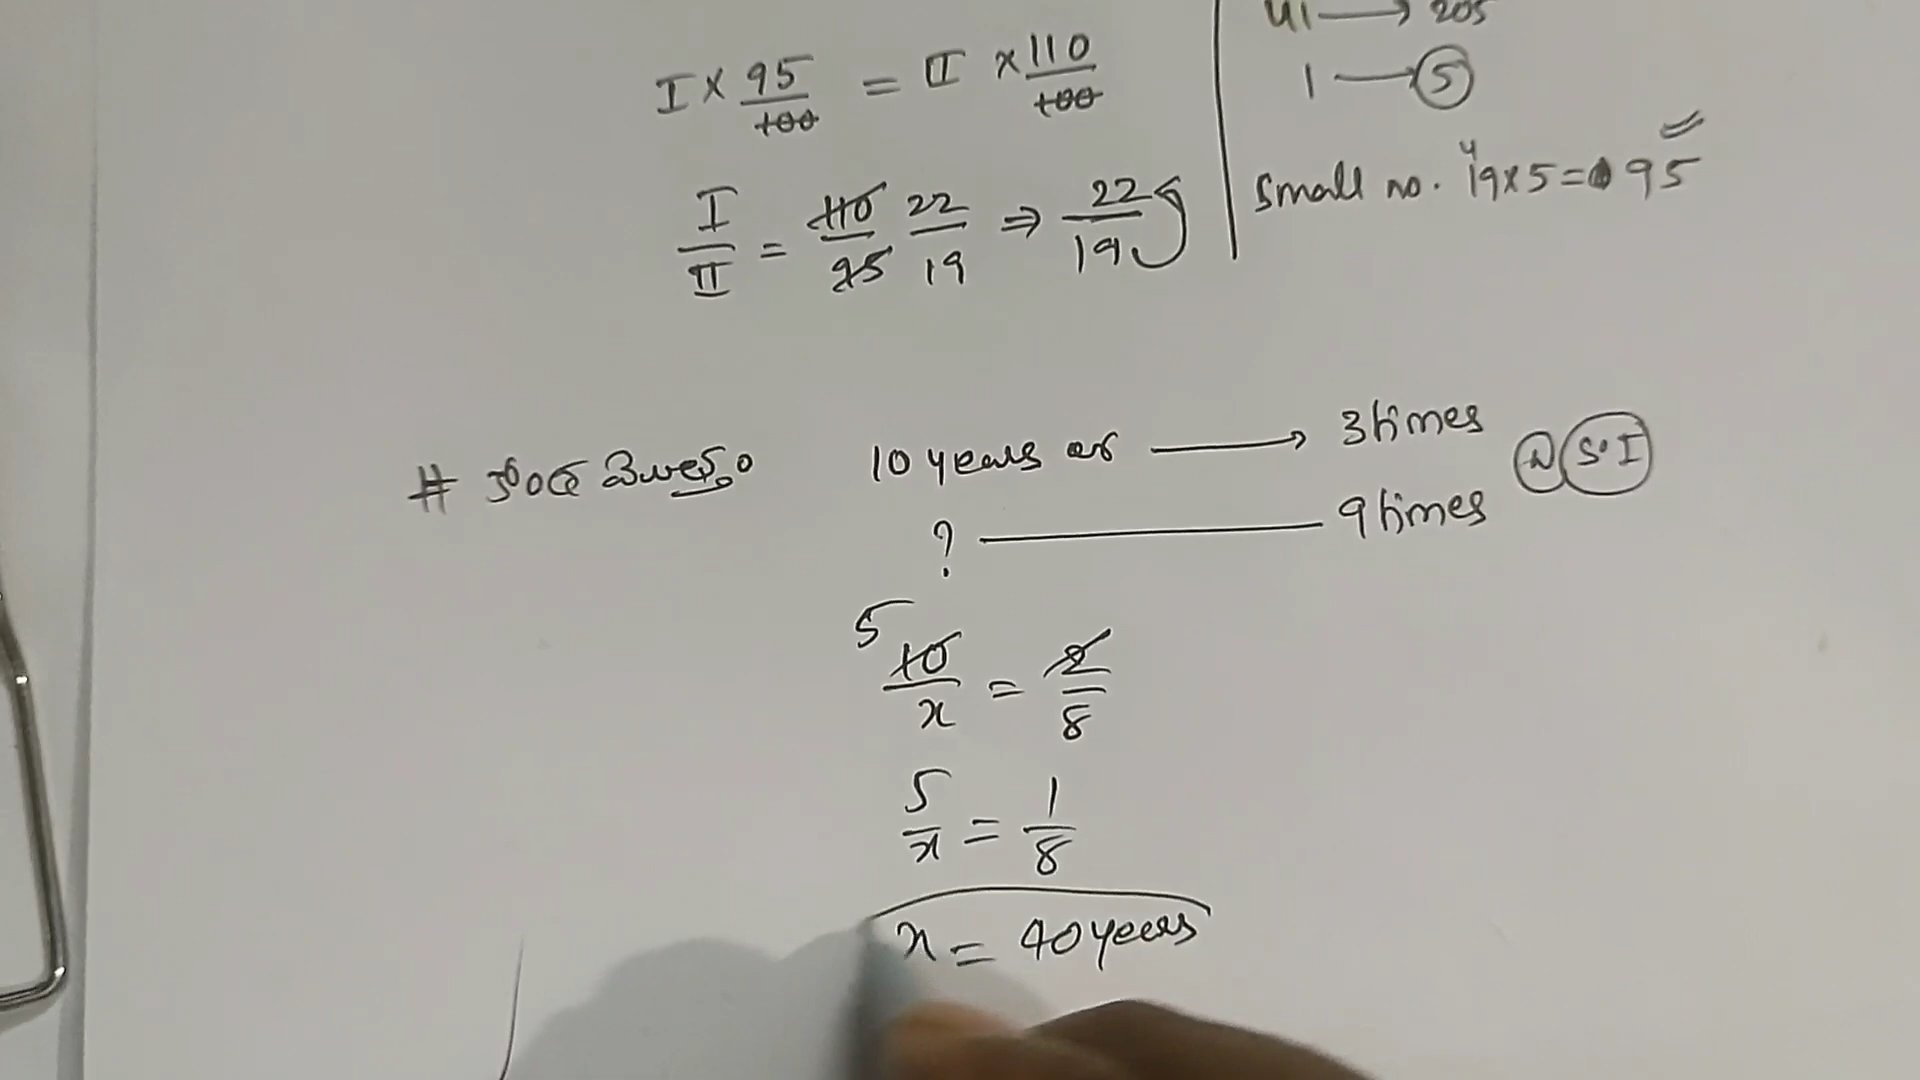 I × 95/100 = II × 110/100
I/II = 110/95 22/19 ⇒ 22/19
41 → 205
1 → 5
Small no. 19×5 = 95
# కొంత మొత్తం 10 years → 3 times @ S.I
? — 9 times
5
10/x = 2/8
5/x = 1/8
x = 40 years